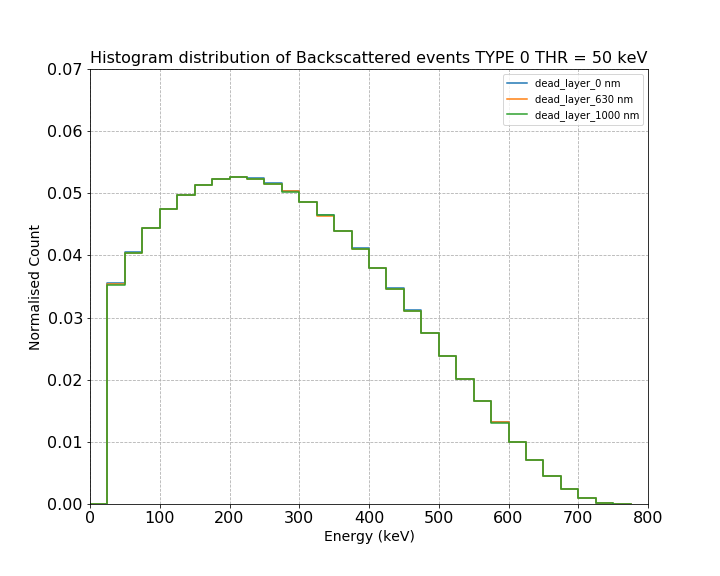 Histogram distribution of Backscattered events TYPE 0 THR = 50 keV
0.07
0.06
0.05
0.04
0.03
0.02
0.01
0.00
Normalised Count
dead_layer_0 nm
dead_layer_630 nm
dead_layer_1000 nm
0 100 200 300 400 500 600 700 800
Energy (keV)